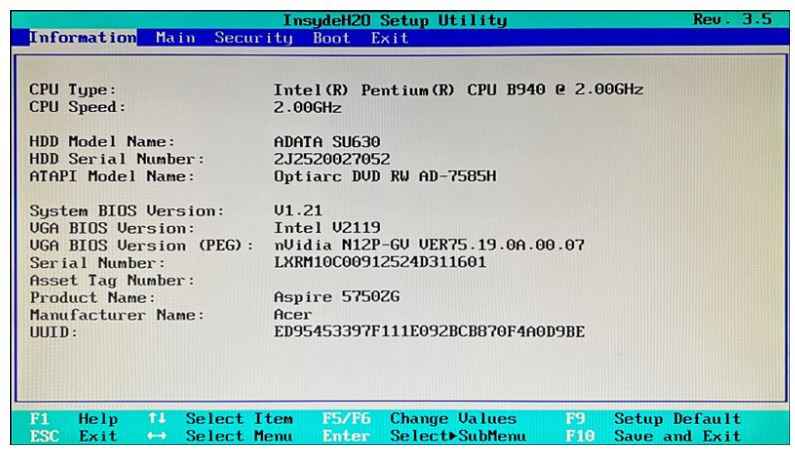 InsydeH20 Setup Utility Rev. 3.5
Information Main Security Boot Exit
CPU Type: Intel(R) Pentium(R) CPU B940 @ 2.00GHz
CPU Speed: 2.00GHz
HDD Model Name: ADATA SU630
HDD Serial Number: 2J2520027052
ATAPI Model Name: Optiarc DVD RW AD-7585H
System BIOS Version: V1.21
VGA BIOS Version: Intel V2119
VGA BIOS Version (PEG): nVidia N12P-GV VER75.19.0A.00.07
Serial Number: LXRM10C00912524D311601
Asset Tag Number:
Product Name: Aspire 5750ZG
Manufacturer Name: Acer
UUID: ED95453397F111E092BCB870F4A0D9BE
F1 Help ↑↓ Select Item F5/F6 Change Values F9 Setup Default
ESC Exit ↔ Select Menu Enter Select▶SubMenu F10 Save and Exit